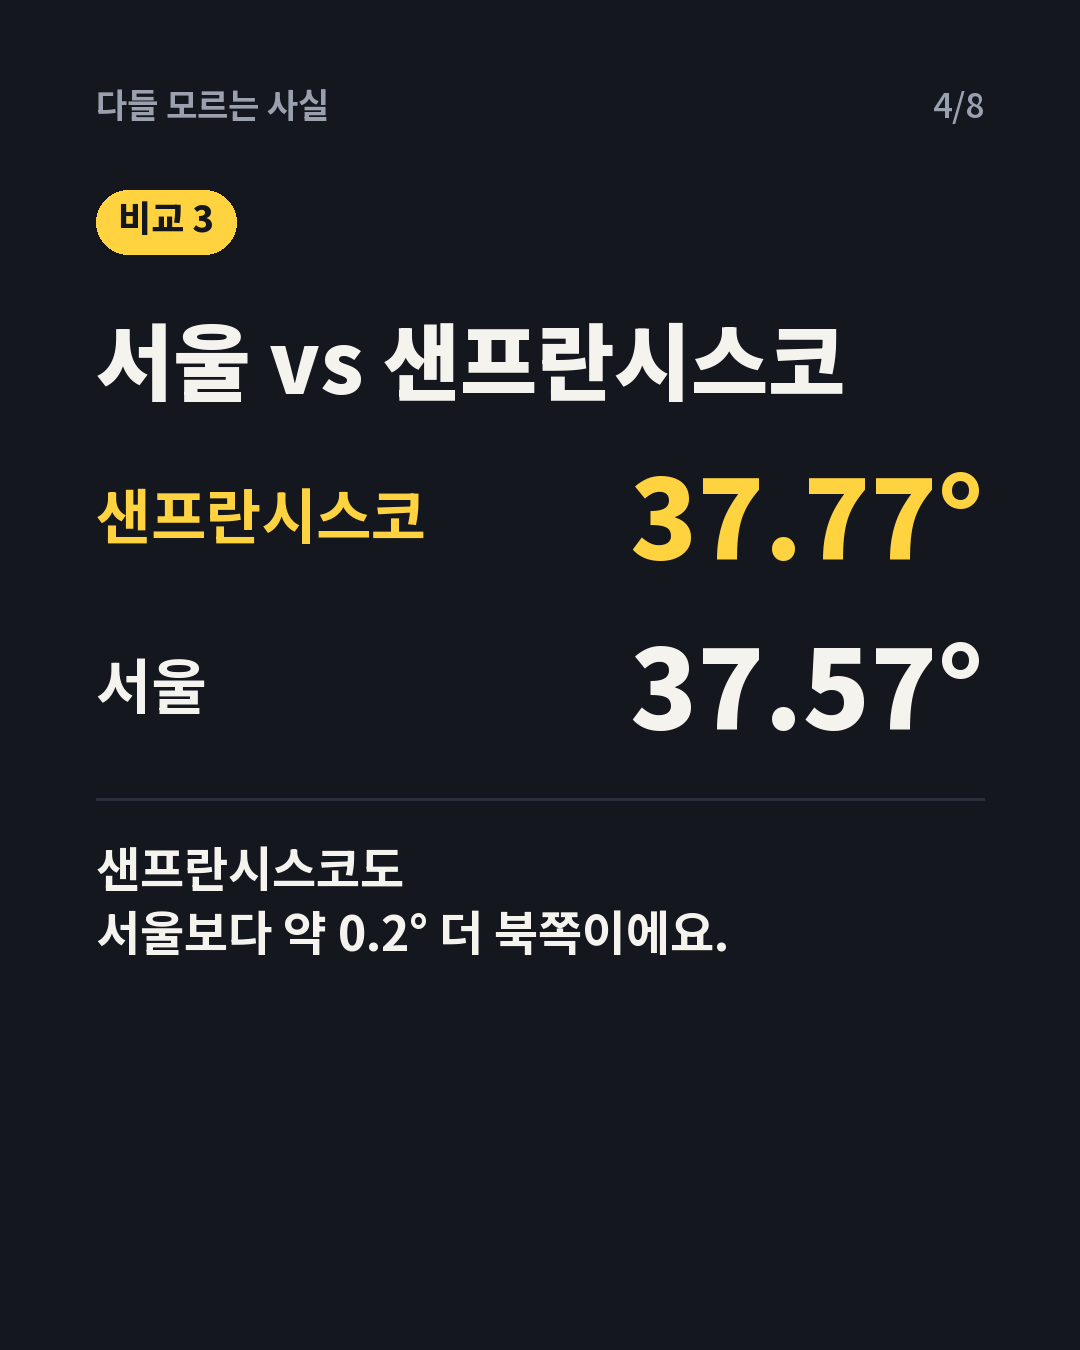 다들 모르는 사실
4/8
비교 3
서울 vs 샌프란시스코
샌프란시스코 37.77°
서울 37.57°
샌프란시스코도
서울보다 약 0.2° 더 북쪽이에요.